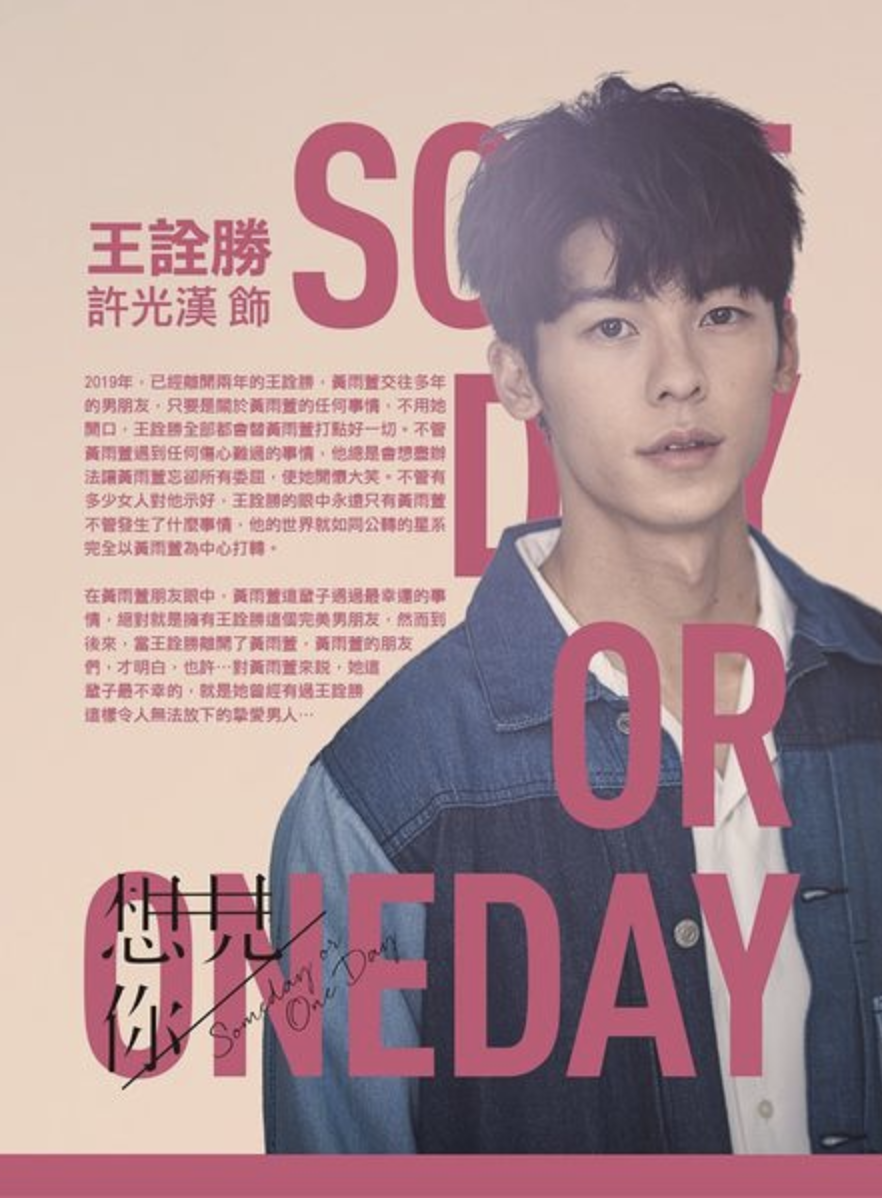 SOME
DAY
OR
ONEDAY
王詮勝
許光漢 飾
2019年，已經離開兩年的王詮勝，黃雨萱交往多年
的男朋友，只要是關於黃雨萱的任何事情，不用她
開口，王詮勝全部都會替黃雨萱打點好一切。不管
黃雨萱遇到任何傷心難過的事情，他總是會想盡辦
法讓黃雨萱忘卻所有委屈，使她開懷大笑。不管有
多少女人對他示好，王詮勝的眼中永遠只有黃雨萱
不管發生了什麼事情，他的世界就如同公轉的星系
完全以黃雨萱為中心打轉。
在黃雨萱朋友眼中，黃雨萱這輩子遇過最幸運的事
情，絕對就是擁有王詮勝這個完美男朋友，然而到
後來，當王詮勝離開了黃雨萱，黃雨萱的朋友
們，才明白，也許⋯對黃雨萱來說，她這
輩子最不幸的，就是她曾經有過王詮勝
這樣令人無法放下的摯愛男人⋯
想見
你
Someday or
One Day